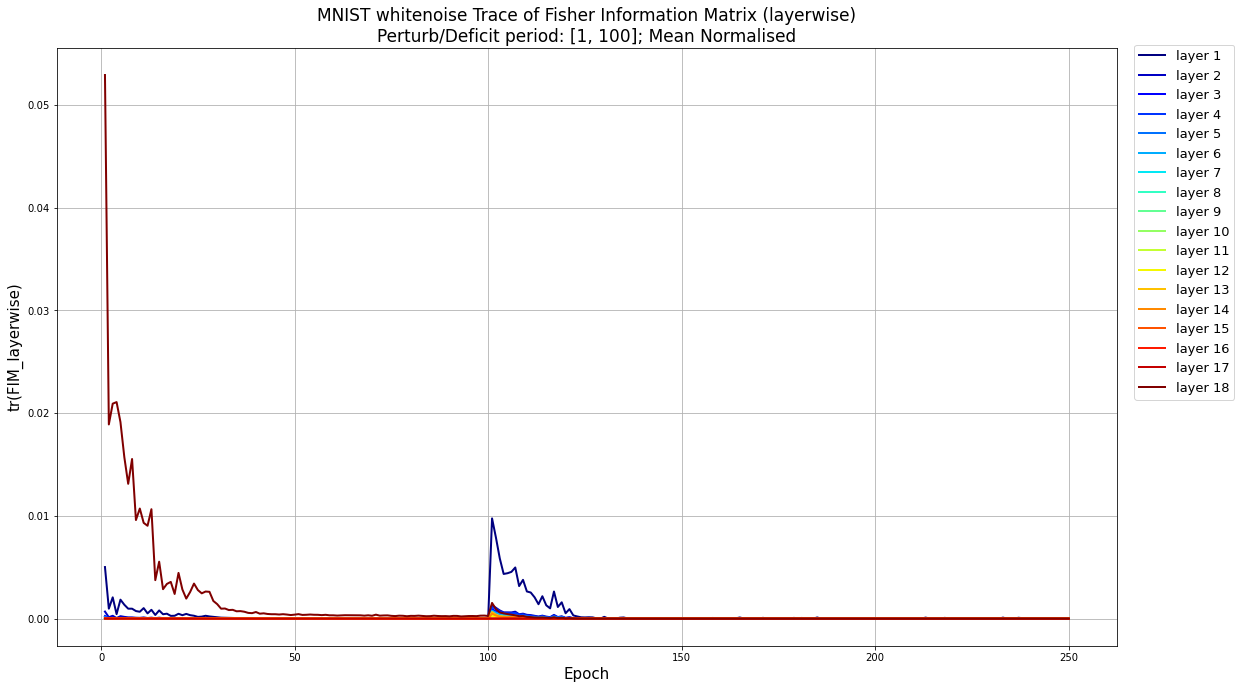 MNIST whitenoise Trace of Fisher Information Matrix (layerwise)
Perturb/Deficit period: [1, 100]; Mean Normalised
tr(FIM_layerwise)
0.05
0.04
0.03
0.02
0.01
0.00
0
50
100
150
200
250
Epoch
layer 1
layer 2
layer 3
layer 4
layer 5
layer 6
layer 7
layer 8
layer 9
layer 10
layer 11
layer 12
layer 13
layer 14
layer 15
layer 16
layer 17
layer 18